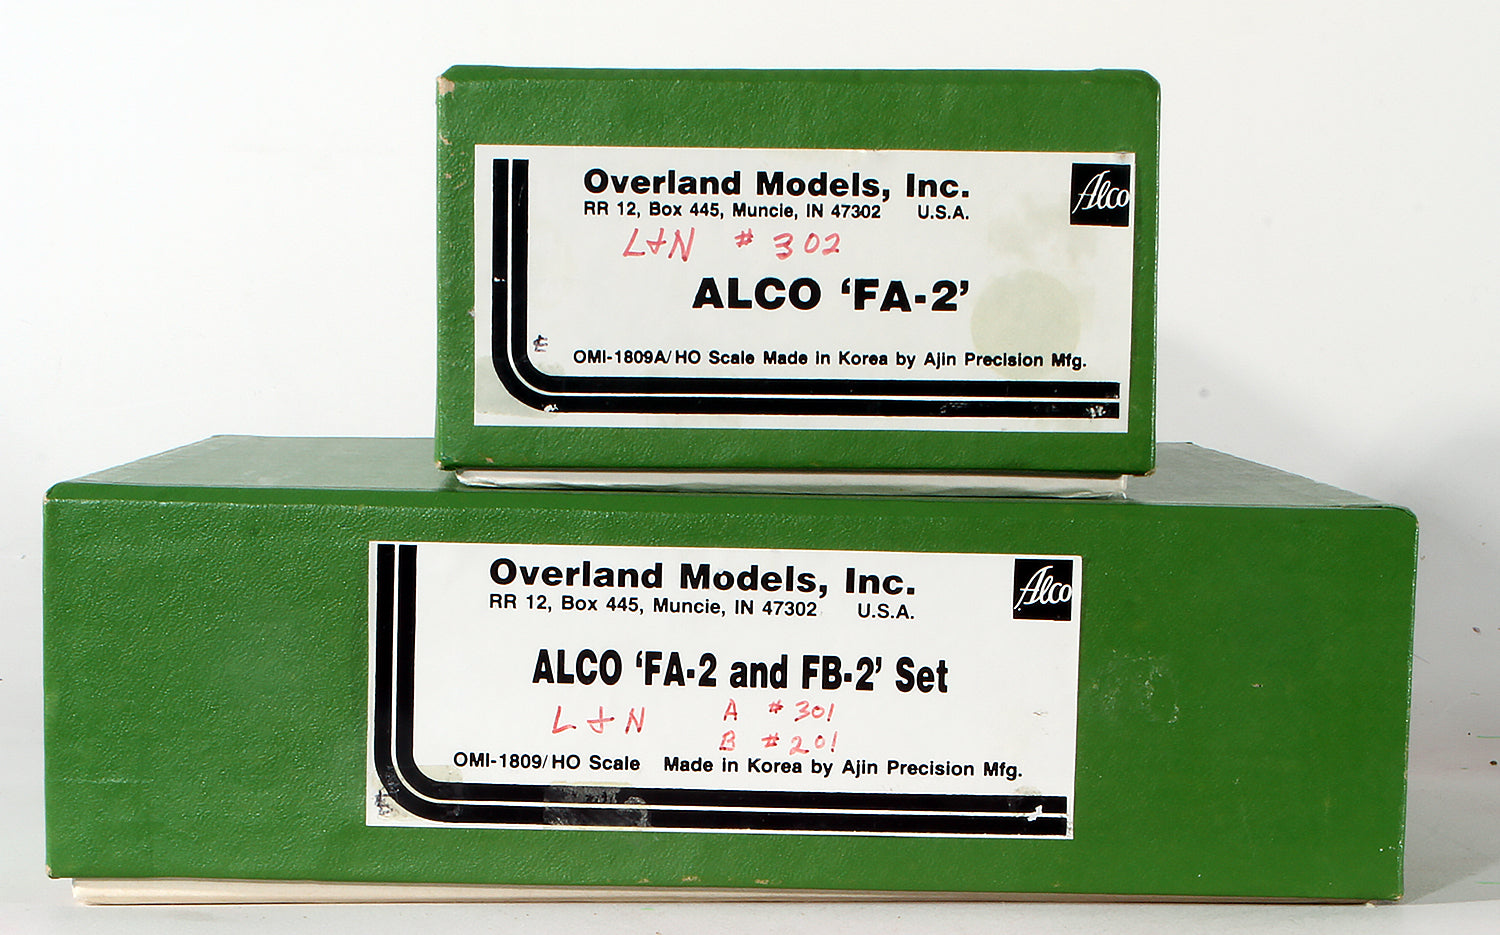 Overland Models, Inc.
Alco
RR 12, Box 445, Muncie, IN 47302 U.S.A.
L+N # 302
ALCO ‘FA-2’
OMI-1809A/HO Scale Made in Korea by Ajin Precision Mfg.
Overland Models, Inc.
Alco
RR 12, Box 445, Muncie, IN 47302 U.S.A.
ALCO ‘FA-2 and FB-2’ Set
L + N A # 301
B # 201
OMI-1809/HO Scale Made in Korea by Ajin Precision Mfg.